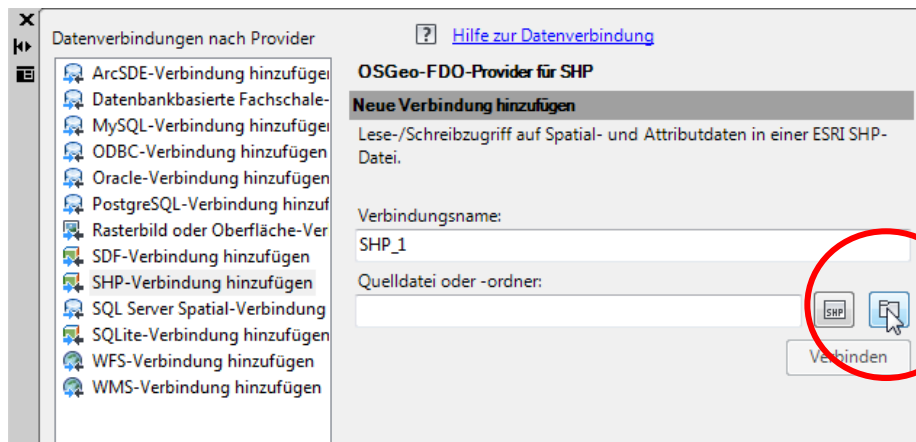 Datenverbindungen nach Provider
ArcSDE-Verbindung hinzufügen
Datenbankbasierte Fachschale-
MySQL-Verbindung hinzufügen
ODBC-Verbindung hinzufügen
Oracle-Verbindung hinzufügen
PostgreSQL-Verbindung hinzuf
Rasterbild oder Oberfläche-Ver
SDF-Verbindung hinzufügen
SHP-Verbindung hinzufügen
SQL Server Spatial-Verbindung
SQLite-Verbindung hinzufügen
WFS-Verbindung hinzufügen
WMS-Verbindung hinzufügen
? Hilfe zur Datenverbindung
OSGeo-FDO-Provider für SHP
Neue Verbindung hinzufügen
Lese-/Schreibzugriff auf Spatial- und Attributdaten in einer ESRI SHP-
Datei.
Verbindungsname:
SHP_1
Quelldatei oder -ordner:
SHP
Verbinden